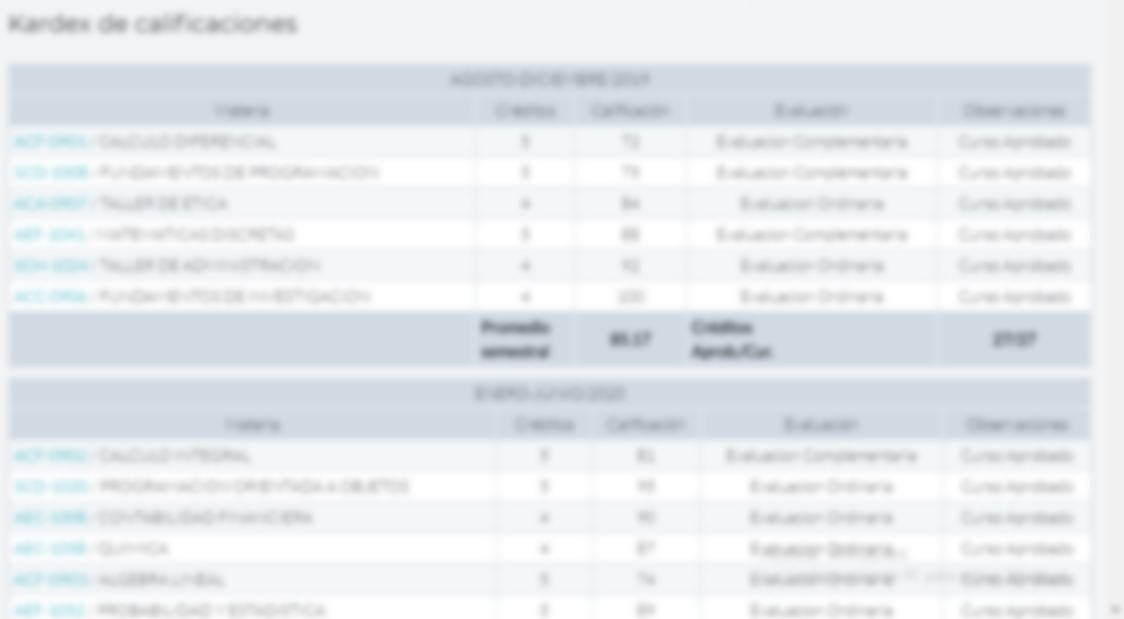 Kardex de calificaciones
AGOSTO-DICIEMBRE/2019
Materia Créditos Calificación Evaluación Observaciones
ACF-0901 / CALCULO DIFERENCIAL 5 72 Evaluacion Complementaria Curso Aprobado
SCD-1008 / FUNDAMENTOS DE PROGRAMACION 5 Evaluacion Complementaria Curso Aprobado
ACA-0907 / TALLER DE ETICA 4 84 Evaluacion Ordinaria Curso Aprobado
AEF-1041 / MATEMATICAS DISCRETAS 5 88 Evaluacion Complementaria Curso Aprobado
SCH-1024 / TALLER DE ADMINISTRACION 4 92 Evaluacion Ordinaria Curso Aprobado
ACC-0906 / FUNDAMENTOS DE INVESTIGACION 4 100 Evaluacion Ordinaria Curso Aprobado
Promedio semestral 85.17 Créditos Aprob./Cur. 27/27
ENERO-JUNIO/2020
Materia Créditos Calificación Evaluación Observaciones
ACF-0902 / CALCULO INTEGRAL 5 81 Evaluacion Complementaria Curso Aprobado
SCD-1020 / PROGRAMACION ORIENTADA A OBJETOS 5 95 Evaluacion Ordinaria Curso Aprobado
AEC-1008 / CONTABILIDAD FINANCIERA 4 90 Evaluacion Ordinaria Curso Aprobado
AEC-1058 / QUIMICA 4 87 Evaluacion Ordinaria Curso Aprobado
ACF-0903 / ALGEBRA LINEAL 5 74 Evaluacion Ordinaria Curso Aprobado
AEF-1052 / PROBABILIDAD Y ESTADISTICA 5 89 Evaluacion Ordinaria Curso Aprobado